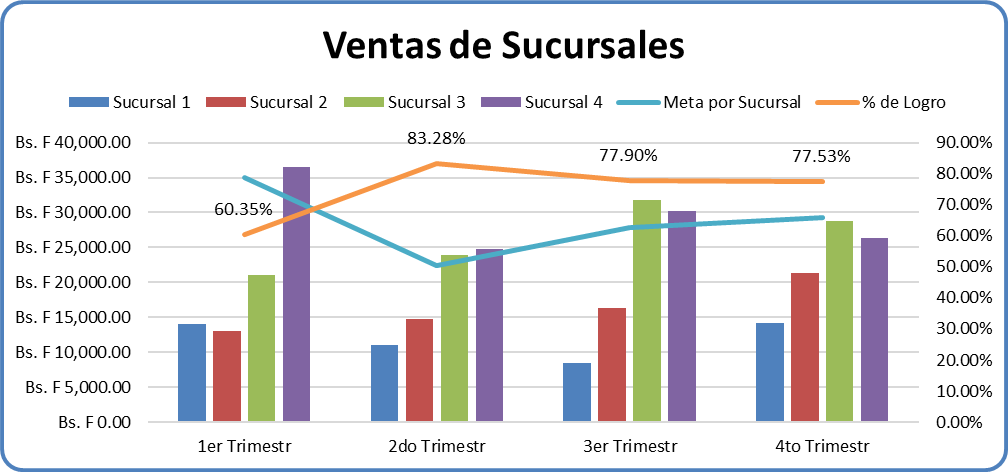 Ventas de Sucursales
Sucursal 1 Sucursal 2 Sucursal 3 Sucursal 4 Meta por Sucursal % de Logro
Bs. F 40,000.00
Bs. F 35,000.00
Bs. F 30,000.00
Bs. F 25,000.00
Bs. F 20,000.00
Bs. F 15,000.00
Bs. F 10,000.00
Bs. F 5,000.00
Bs. F 0.00
60.35%
83.28%
77.90%
77.53%
90.00%
80.00%
70.00%
60.00%
50.00%
40.00%
30.00%
20.00%
10.00%
0.00%
1er Trimestr 2do Trimestr 3er Trimestr 4to Trimestr